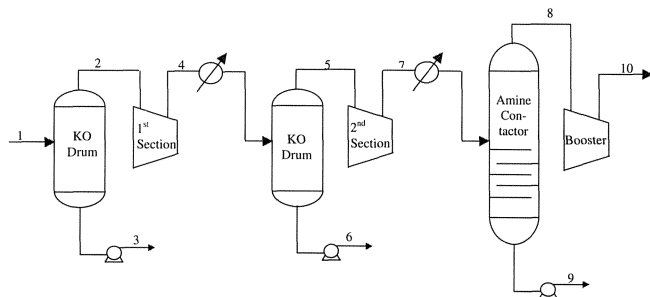 1
KO
Drum
2
3
1st
Section
4
KO
Drum
5
6
2nd
Section
7
Amine
Con-
tactor
8
9
Booster
10